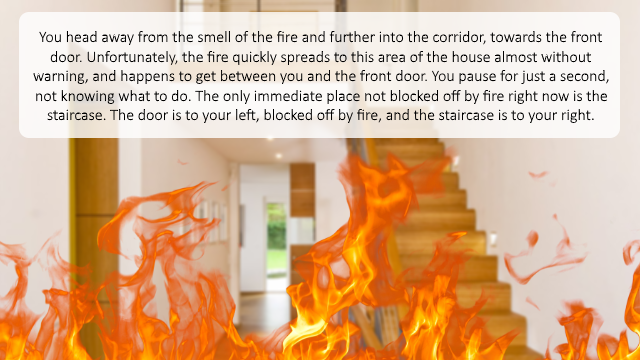 You head away from the smell of the fire and further into the corridor, towards the front
door. Unfortunately, the fire quickly spreads to this area of the house almost without
warning, and happens to get between you and the front door. You pause for just a second,
not knowing what to do. The only immediate place not blocked off by fire right now is the
staircase. The door is to your left, blocked off by fire, and the staircase is to your right.